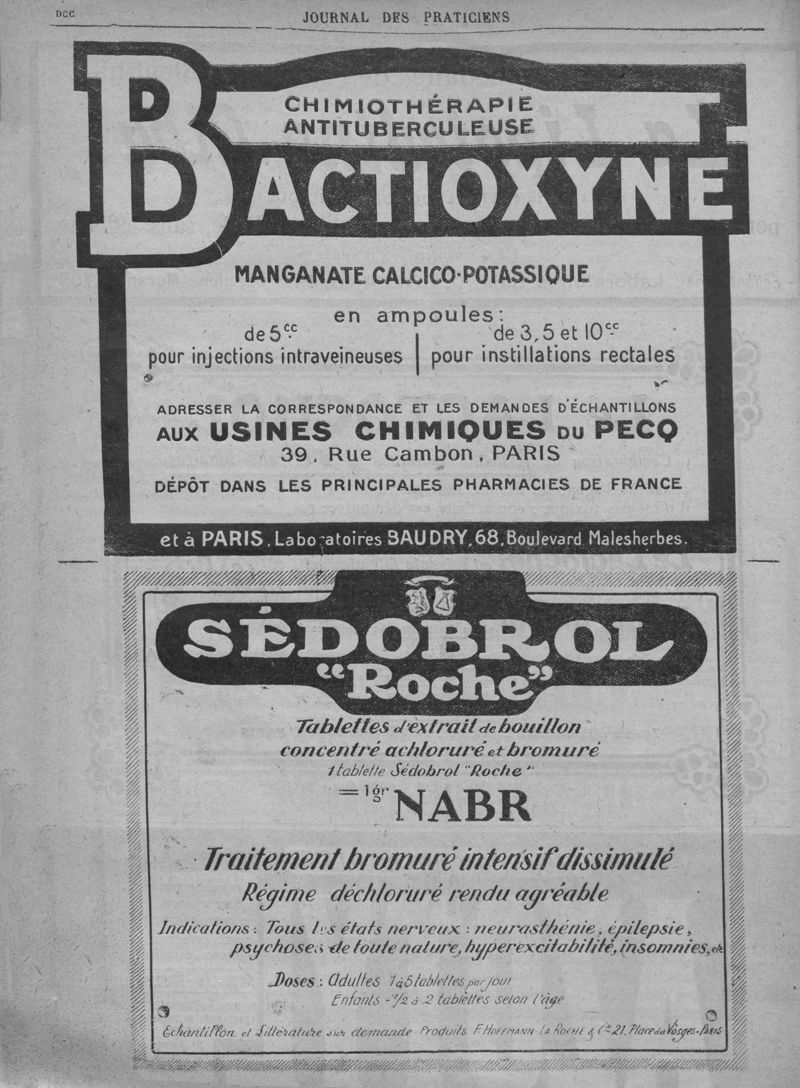 DCC
JOURNAL DES PRATICIENS
CHIMIOTHÉRAPIE
ANTITUBERCULEUSE
BACTIOXYNE
MANGANATE CALCICO-POTASSIQUE
en ampoules:
de 5cc. de 3,5 et 10cc.
pour injections intraveineuses | pour instillations rectales
ADRESSER LA CORRESPONDANCE ET LES DEMANDES D'ÉCHANTILLONS
AUX USINES CHIMIQUES DU PECQ
39, Rue Cambon, PARIS
DÉPÔT DANS LES PRINCIPALES PHARMACIES DE FRANCE
et à PARIS, Laboratoires BAUDRY, 68, Boulevard Malesherbes.
SÉDOBROL
"Roche"
Tablettes d'extrait de bouillon
concentré achloruré et bromuré
1 tablette Sédobrol "Roche"
= 1gr NABR
Traitement bromuré intensif dissimulé
Régime déchloruré rendu agréable
Indications: Tous les états nerveux: neurasthénie, épilepsie,
psychoses de toute nature, hyperexcitabilité, insomnies, etc
Doses: Adultes 1 à 5 tablettes par jour
Enfants - 1/2 à 2 tablettes selon l'âge
Echantillon et Littérature sur demande Produits F. HOFFMANN-LA ROCHE & Cie 21, Place des Vosges-Paris